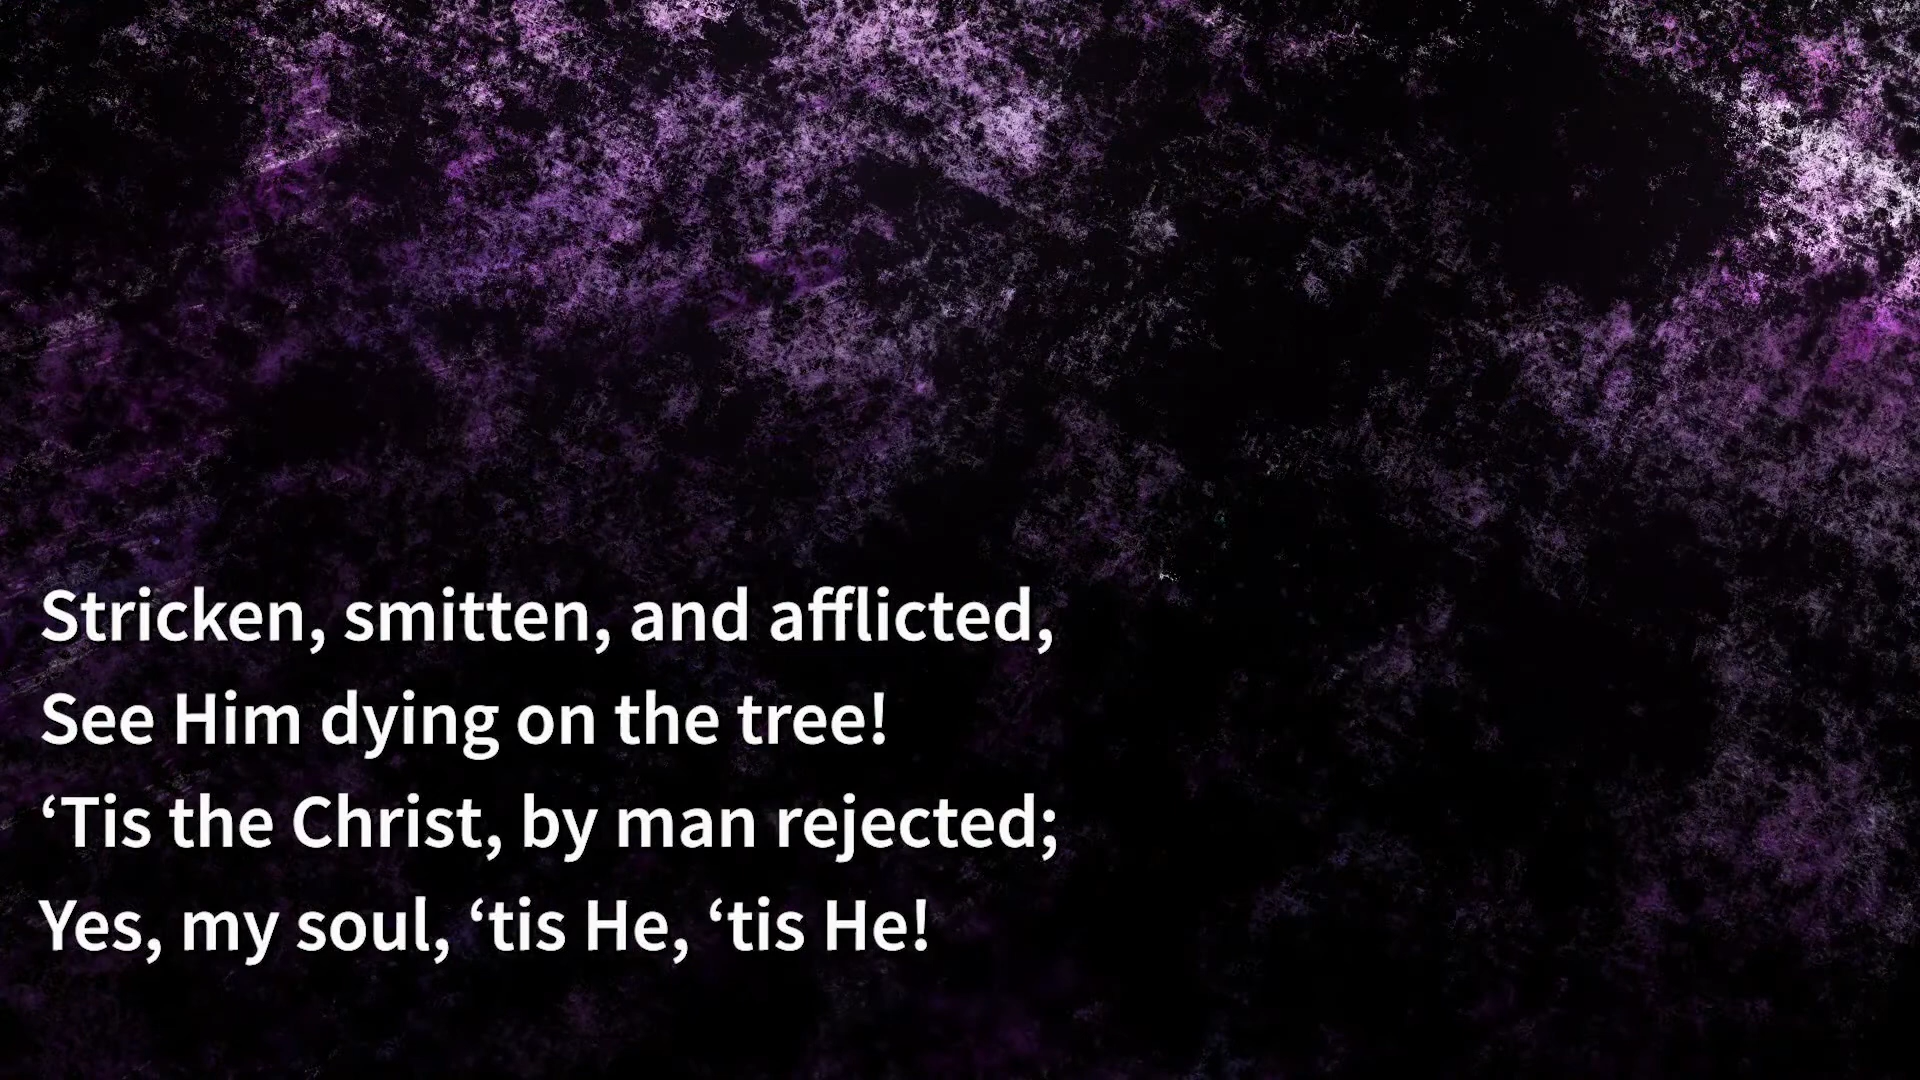 Stricken, smitten, and afflicted,
See Him dying on the tree!
‘Tis the Christ, by man rejected;
Yes, my soul, ‘tis He, ‘tis He!